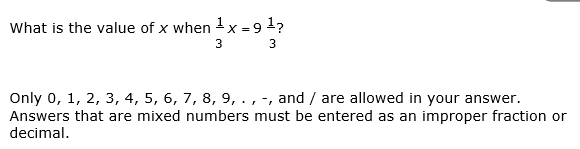 What is the value of x when 1/3 x = 9 1/3?
Only 0, 1, 2, 3, 4, 5, 6, 7, 8, 9, . , -, and / are allowed in your answer.
Answers that are mixed numbers must be entered as an improper fraction or
decimal.